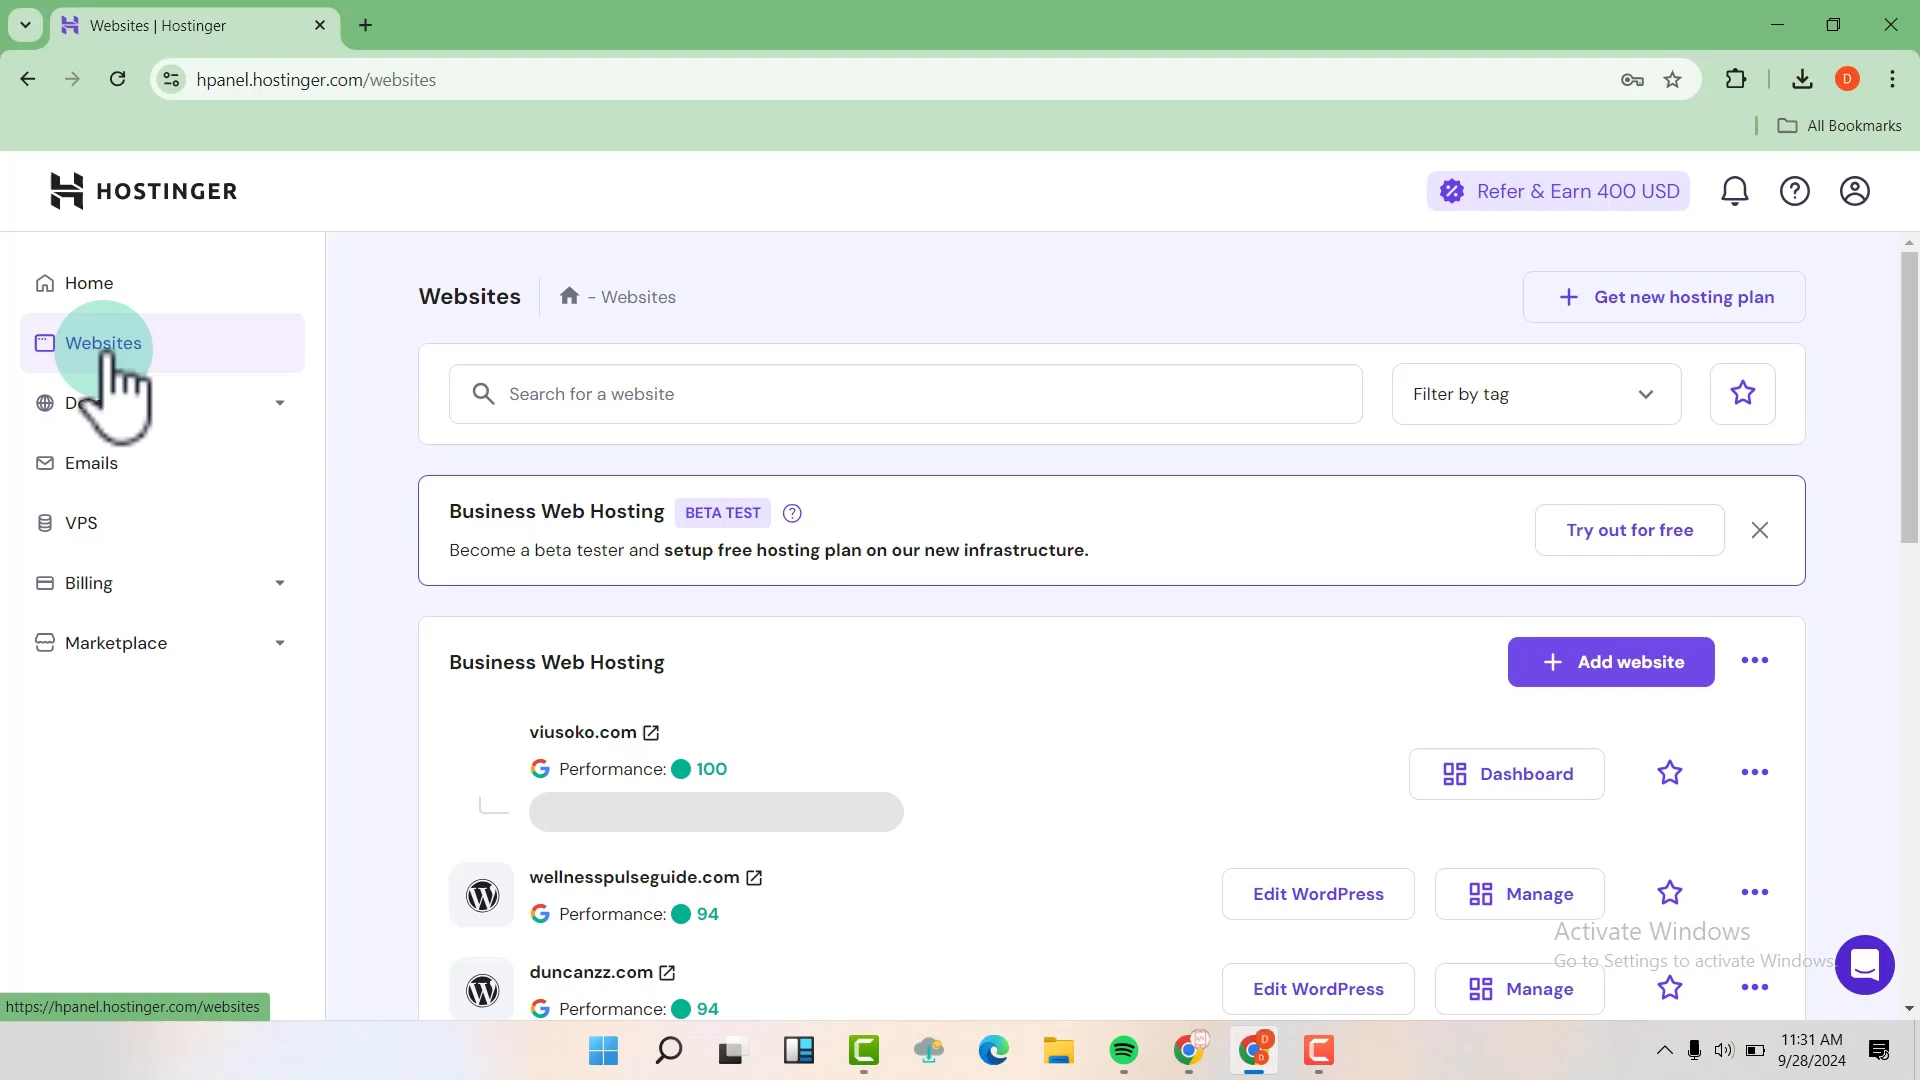 Websites | Hostinger
hpanel.hostinger.com/websites
D
All Bookmarks
HOSTINGER
Refer & Earn 400 USD
Home
Websites
Emails
VPS
Billing
Marketplace
Websites
- Websites
Get new hosting plan
Search for a website
Filter by tag
Business Web Hosting
BETA TEST
Become a beta tester and setup free hosting plan on our new infrastructure.
Try out for free
Business Web Hosting
Add website
viusoko.com
Performance: 100
Dashboard
wellnesspulseguide.com
Performance: 94
Edit WordPress
Manage
duncanzz.com
Performance: 94
Edit WordPress
Manage
Activate Windows
Go to Settings to activate Windows.
https://hpanel.hostinger.com/websites
11:31 AM
9/28/2024